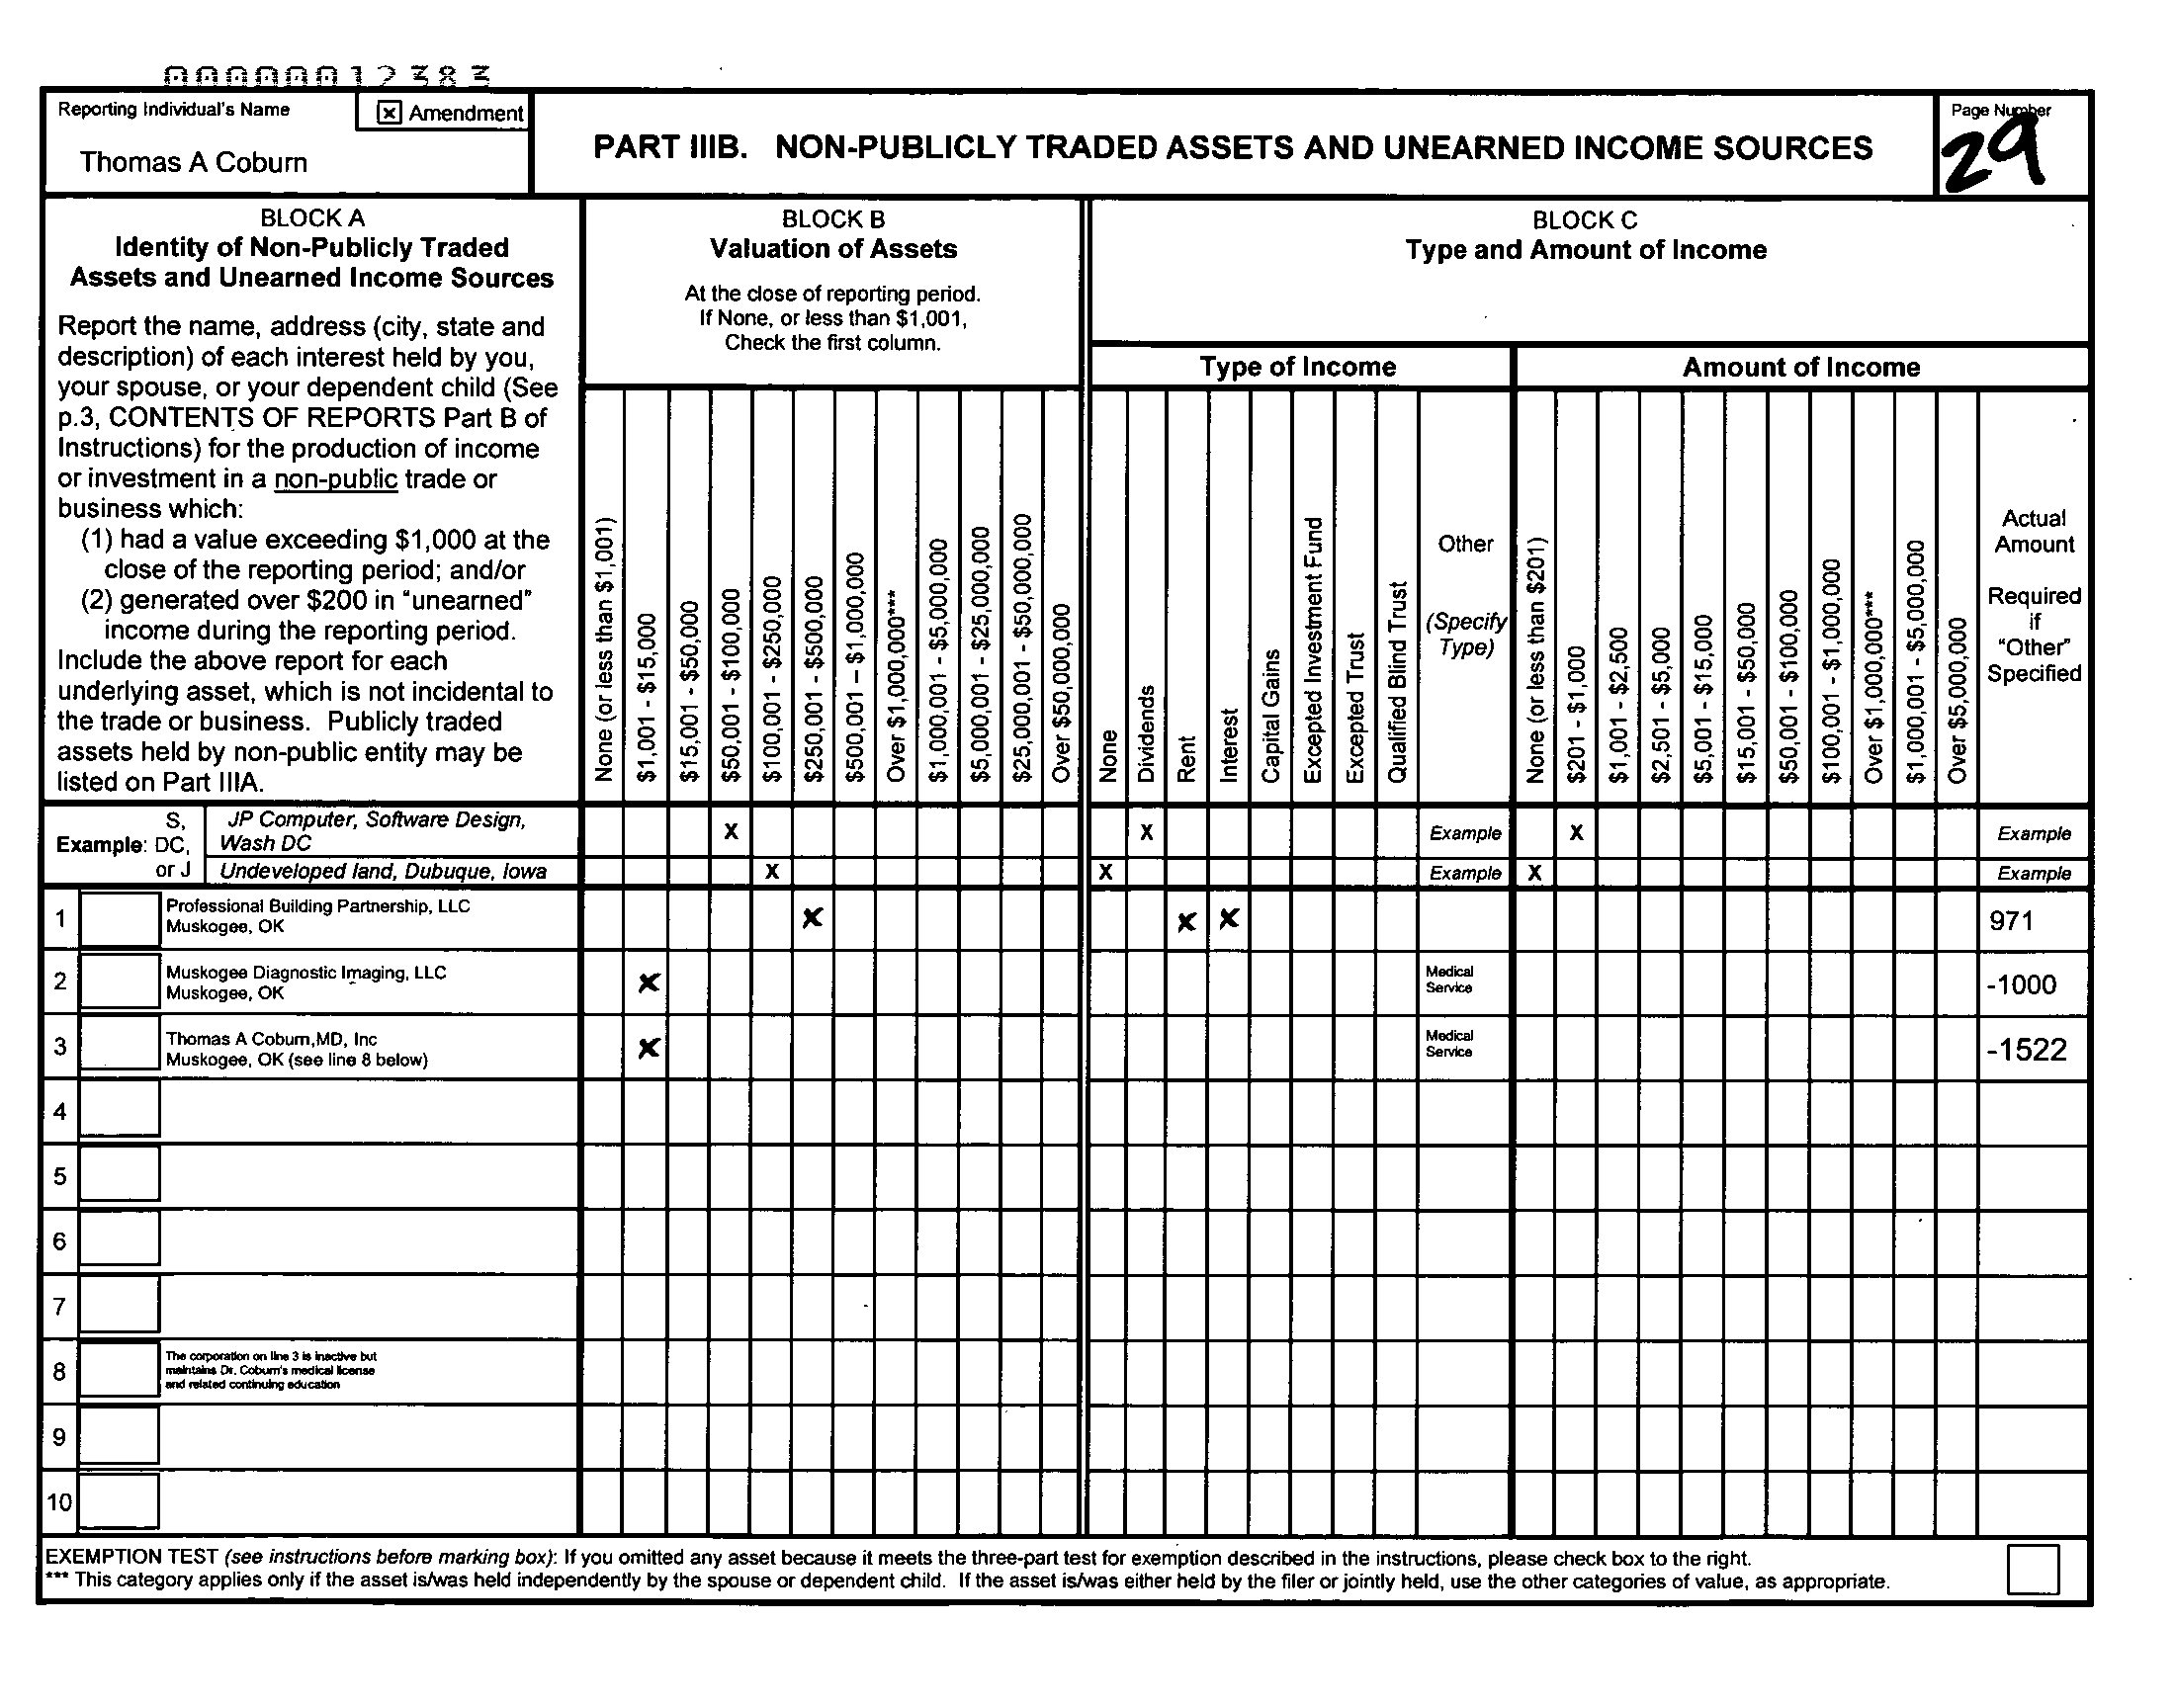 00000012383
Reporting Individual's Name
☒ Amendment
Thomas A Coburn
PART IIIB. NON-PUBLICLY TRADED ASSETS AND UNEARNED INCOME SOURCES
Page Number
29
BLOCK A
Identity of Non-Publicly Traded
Assets and Unearned Income Sources
Report the name, address (city, state and
description) of each interest held by you,
your spouse, or your dependent child (See
p.3, CONTENTS OF REPORTS Part B of
Instructions) for the production of income
or investment in a non-public trade or
business which:
(1) had a value exceeding $1,000 at the
close of the reporting period; and/or
(2) generated over $200 in "unearned"
income during the reporting period.
Include the above report for each
underlying asset, which is not incidental to
the trade or business. Publicly traded
assets held by non-public entity may be
listed on Part IIIA.
BLOCK B
Valuation of Assets
At the close of reporting period.
If None, or less than $1,001,
Check the first column.
None (or less than $1,001)
$1,001 - $15,000
$15,001 - $50,000
$50,001 - $100,000
$100,001 - $250,000
$250,001 - $500,000
$500,001 – $1,000,000
Over $1,000,000***
$1,000,001 - $5,000,000
$5,000,001 - $25,000,000
$25,000,001 - $50,000,000
Over $50,000,000
BLOCK C
Type and Amount of Income
Type of Income
None
Dividends
Rent
Interest
Capital Gains
Excepted Investment Fund
Excepted Trust
Qualified Blind Trust
Other
(Specify
Type)
Amount of Income
None (or less than $201)
$201 - $1,000
$1,001 - $2,500
$2,501 - $5,000
$5,001 - $15,000
$15,001 - $50,000
$50,001 - $100,000
$100,001 - $1,000,000
Over $1,000,000***
$1,000,001 - $5,000,000
Over $5,000,000
Actual
Amount
Required
if
"Other"
Specified
Example: S, DC, or J
JP Computer, Software Design,
Wash DC
X X Example X Example
Undeveloped land, Dubuque, Iowa X X Example X Example
1 Professional Building Partnership, LLC
Muskogee, OK
X X X 971
2 Muskogee Diagnostic Imaging, LLC
Muskogee, OK
X Medical
Service
-1000
3 Thomas A Coburn,MD, Inc
Muskogee, OK (see line 8 below)
X Medical
Service
-1522
4
5
6
7
8 The corporation on line 3 is inactive but
maintains Dr. Coburn's medical license
and related continuing education
9
10
EXEMPTION TEST (see instructions before marking box): If you omitted any asset because it meets the three-part test for exemption described in the instructions, please check box to the right.
*** This category applies only if the asset is/was held independently by the spouse or dependent child. If the asset is/was either held by the filer or jointly held, use the other categories of value, as appropriate.